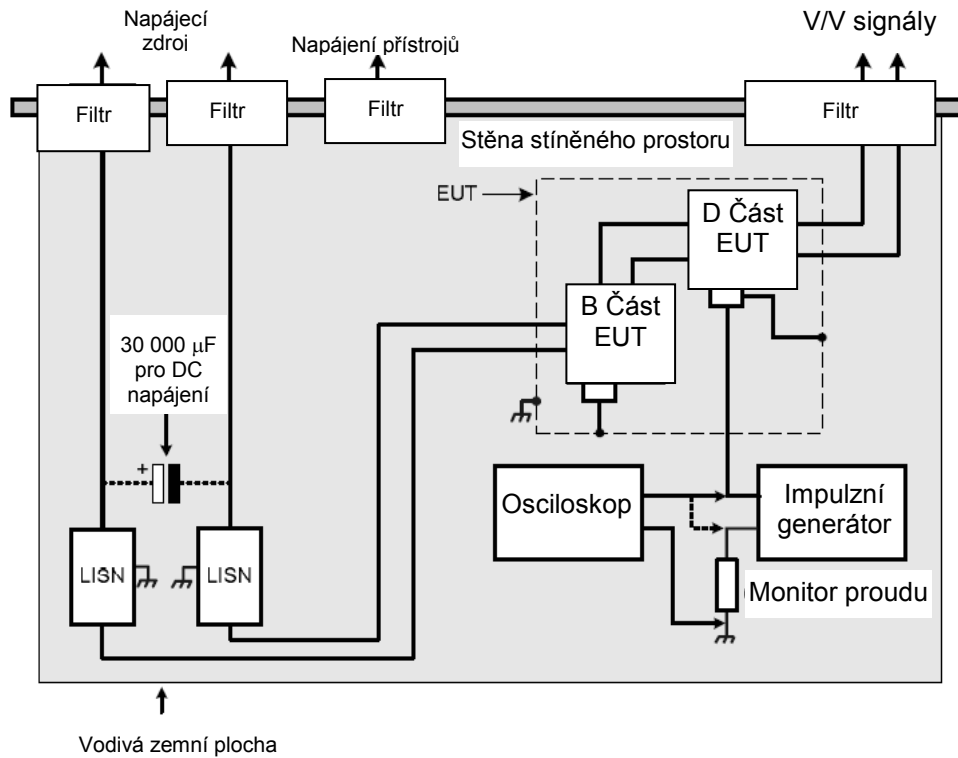 Napájecí
zdroj
Napájení přístrojů
V/V signály
Filtr
Filtr
Filtr
Filtr
Stěna stíněného prostoru
EUT
D Část
EUT
B Část
EUT
30 000 μF
pro DC
napájení
+
Osciloskop
Impulzní
generátor
LISN
LISN
Monitor proudu
Vodivá zemní plocha